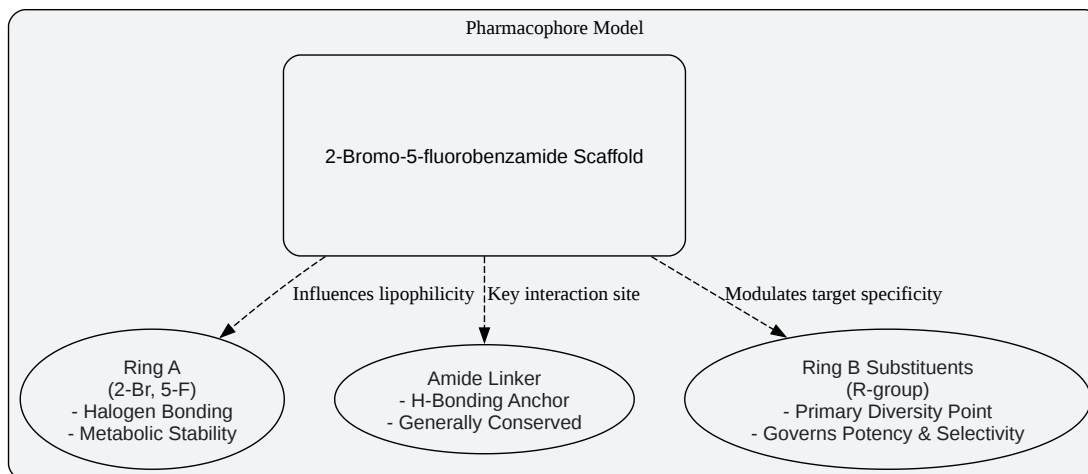 Pharmacophore Model
2-Bromo-5-fluorobenzamide Scaffold
Influences lipophilicity
Key interaction site
Modulates target specificity
Ring A
(2-Br, 5-F)
- Halogen Bonding
- Metabolic Stability
Amide Linker
- H-Bonding Anchor
- Generally Conserved
Ring B Substituents
(R-group)
- Primary Diversity Point
- Governs Potency & Selectivity